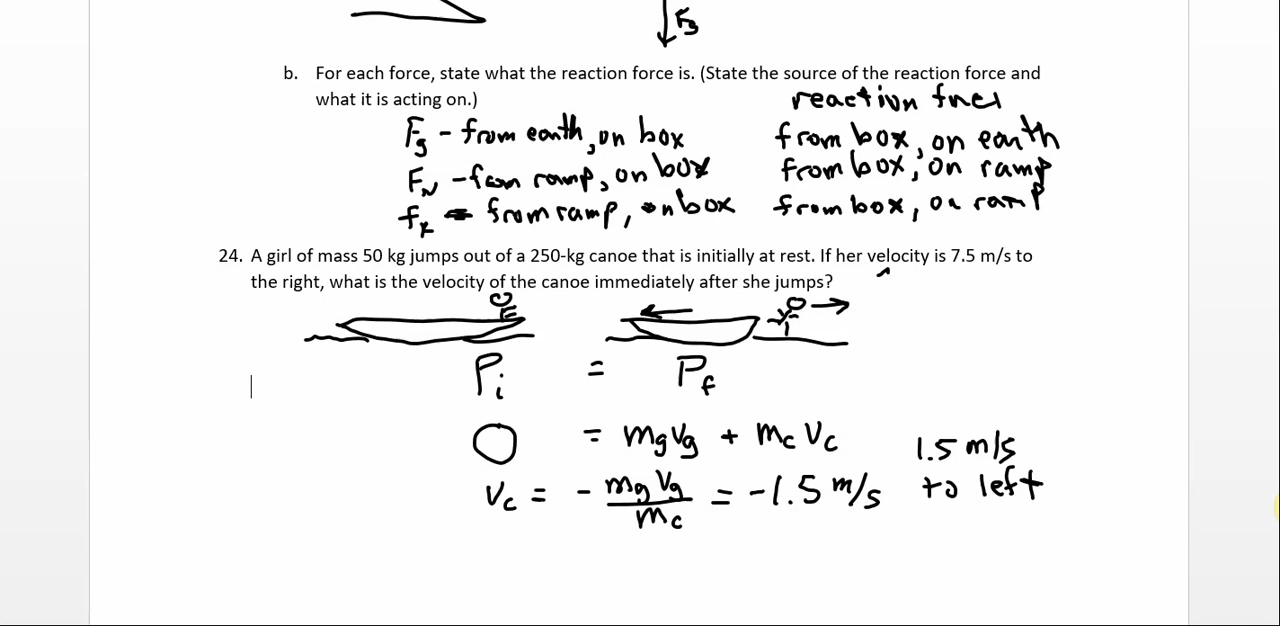 Fg
b. For each force, state what the reaction force is. (State the source of the reaction force and
what it is acting on.)
reaction force
Fg - from earth, on box from box, on earth
FN - from ramp, on box from box, on ramp
fk = from ramp, on box from box, on ramp
24. A girl of mass 50 kg jumps out of a 250-kg canoe that is initially at rest. If her velocity is 7.5 m/s to
the right, what is the velocity of the canoe immediately after she jumps?
Pi = Pf
0 = mgvg + mcvc
vc = - mgvg / mc = -1.5 m/s
1.5 m/s
to left